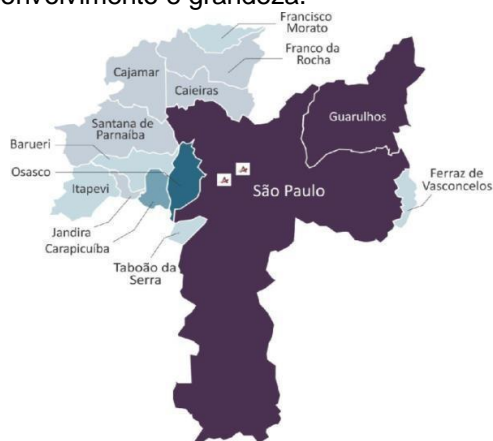 envolvimento e grandeza.
Francisco
Morato
Franco da
Rocha
Cajamar
Caieiras
Santana de
Parnaíba
Guarulhos
Barueri
Osasco
Itapevi
São Paulo
Ferraz de
Vasconcelos
Jandira
Carapicuíba
Taboão da
Serra